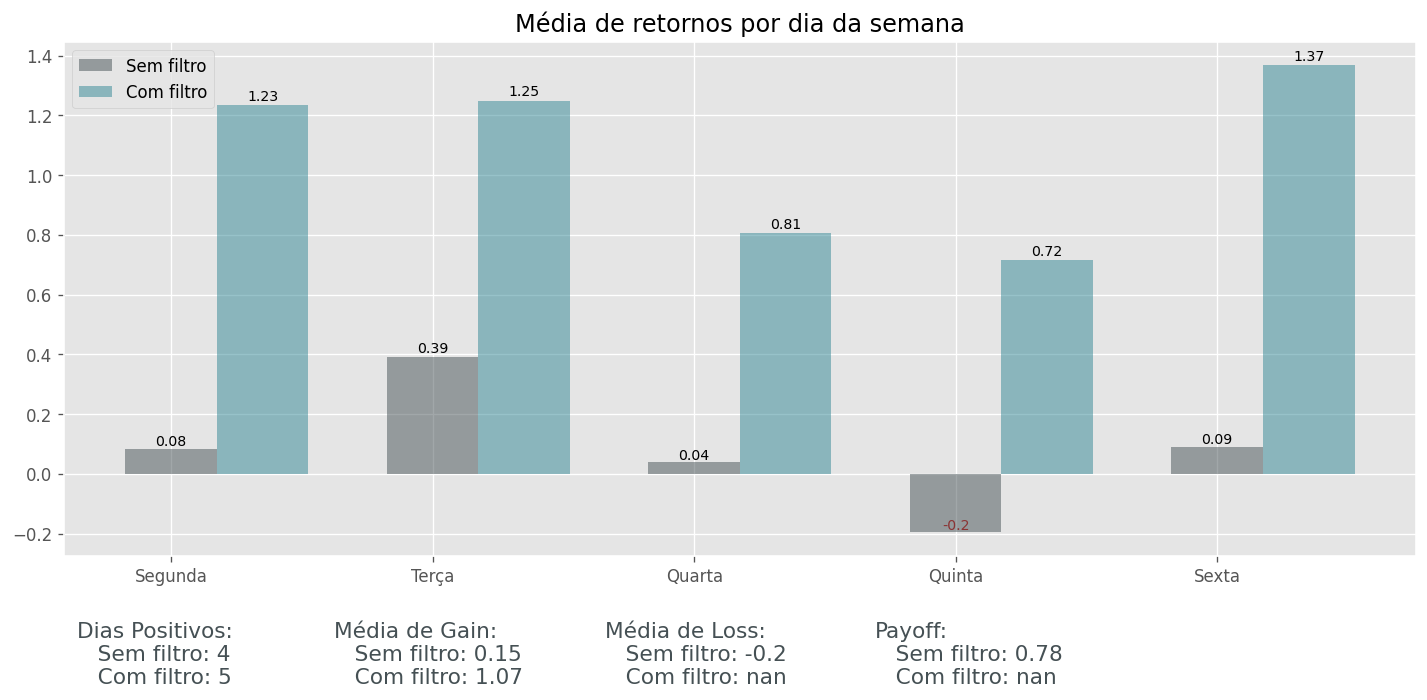 Média de retornos por dia da semana
Sem filtro
Com filtro
1.4
1.2
1.0
0.8
0.6
0.4
0.2
0.0
−0.2
0.08
1.23
0.39
1.25
0.04
0.81
-0.2
0.72
0.09
1.37
Segunda Terça Quarta Quinta Sexta
Dias Positivos:
Sem filtro: 4
Com filtro: 5
Média de Gain:
Sem filtro: 0.15
Com filtro: 1.07
Média de Loss:
Sem filtro: -0.2
Com filtro: nan
Payoff:
Sem filtro: 0.78
Com filtro: nan